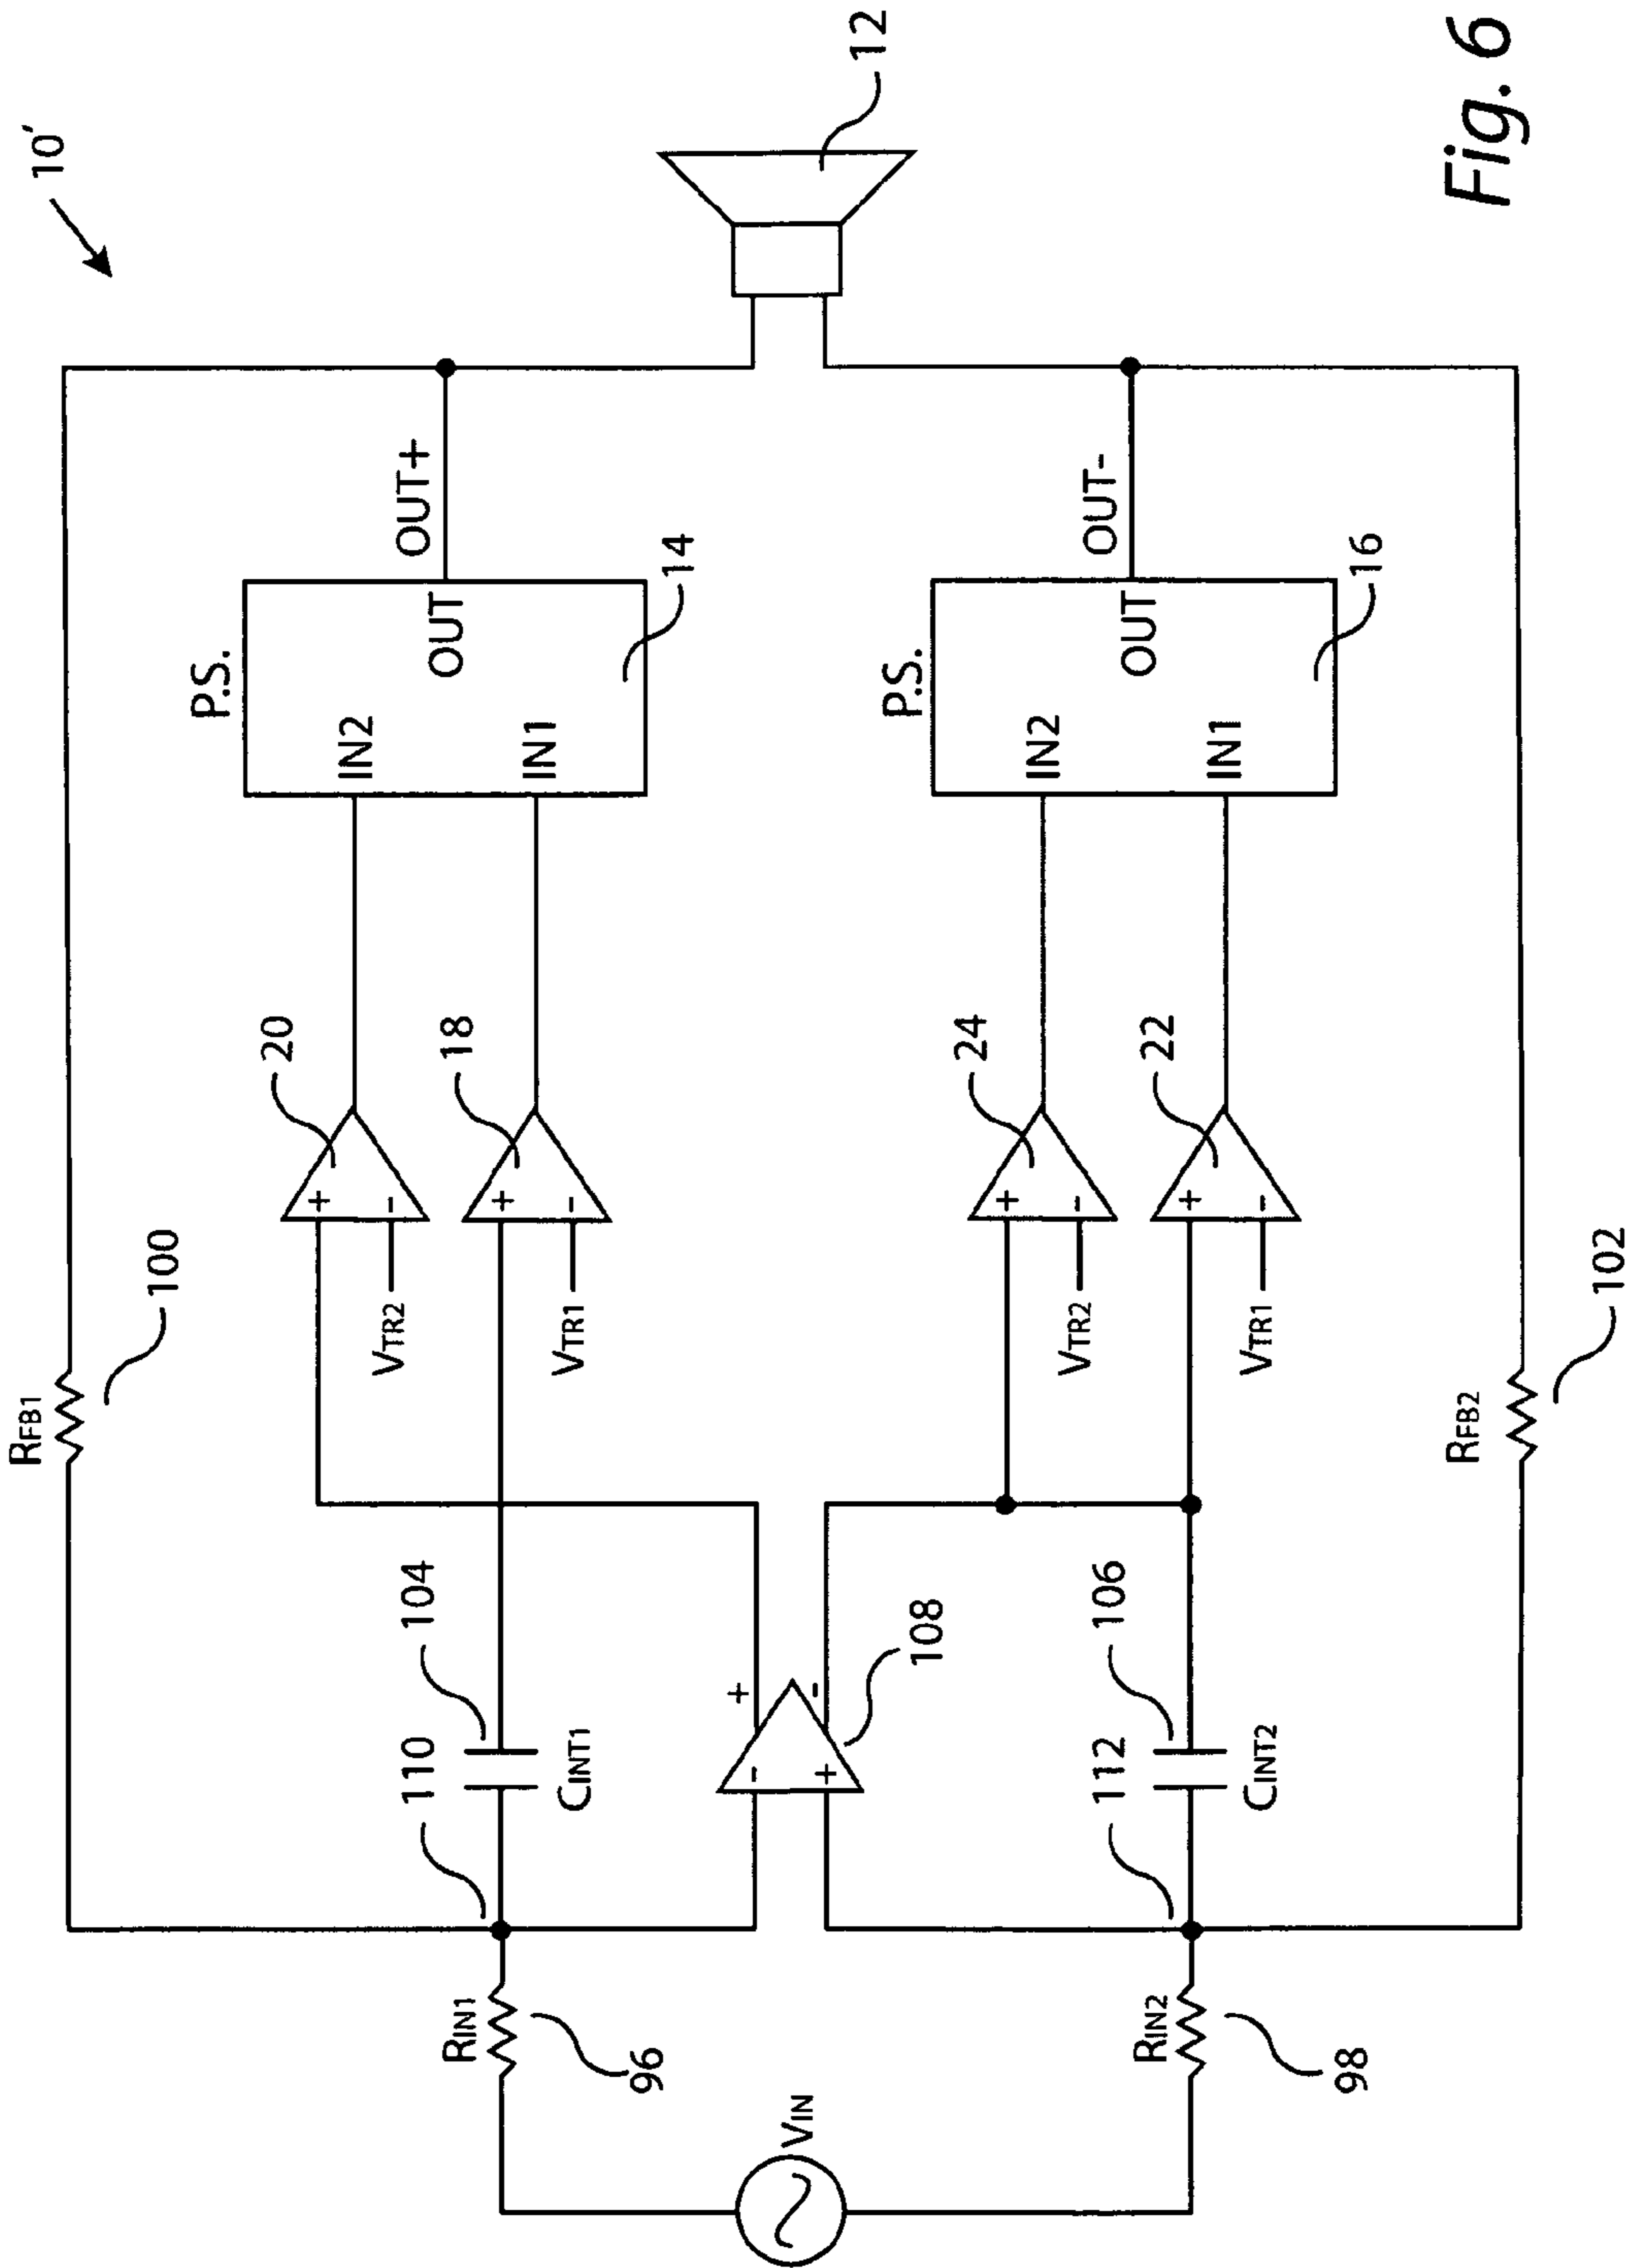 10'
RFB1
100
P.S.
IN2
OUT
IN1
14
OUT+
20
+
-
VTR2
18
+
-
VTR1
110
104
CINT1
RIN1
96
12
VIN
-
+
+
-
108
P.S.
IN2
OUT
IN1
16
OUT-
24
+
-
VTR2
22
+
-
VTR1
112
106
CINT2
RIN2
98
RFB2
102
Fig. 6